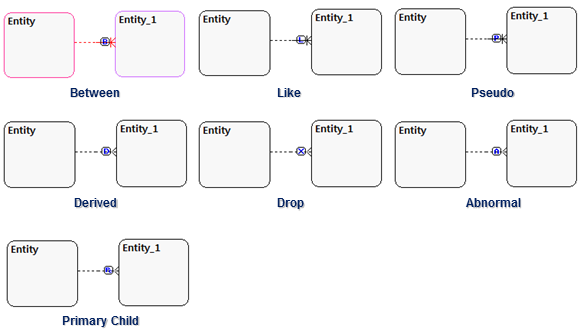 Entity Entity_1 Entity Entity_1 Entity Entity_1
B L P
Between Like Pseudo
Entity Entity_1 Entity Entity_1 Entity Entity_1
D X A
Derived Drop Abnormal
Entity Entity_1
Primary Child